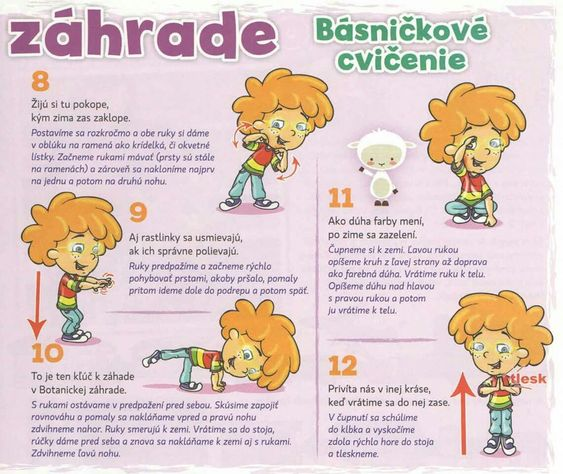 záhrade
Básničkové
cvičenie
8
Žijú si tu pokope,
kým zima zas zaklope.
Postavíme sa rozkročmo a obe ruky si dáme
v oblúku na ramená ako krídelká, či okvetné
lístky. Začneme rukami mávať (prsty sú stále
na ramenách) a zároveň sa nakloníme najprv
na jednu a potom na druhú nohu.
9
Aj rastlinky sa usmievajú,
ak ich správne polievajú.
Ruky predpažíme a začneme rýchlo
pohybovať prstami, akoby pršalo, pomaly
pritom ideme dole do podrepu a potom späť.
10
To je ten kľúč k záhade
v Botanickej záhrade.
S rukami ostávame v predpažení pred sebou. Skúsime zapojiť
rovnováhu a pomaly sa nakláňame vpred a pravú nohu
zdvihneme nahor. Ruky smerujú k zemi. Vrátime sa do stoja,
rúčky dáme pred seba a znova sa nakláňame k zemi aj s rukami.
Zdvihneme ľavú nohu.
11
Ako dúha farby mení,
po zime sa zazelení.
Čupneme si k zemi. Ľavou rukou
opíšeme kruh z ľavej strany až doprava
ako farebná dúha. Vrátime ruku k telu.
Opíšeme dúhu nad hlavou
s pravou rukou a potom
ju vrátime k telu.
12
Privíta nás v inej kráse,
keď vrátime sa do nej zase.
V čupnutí sa schúlime
do klbka a vyskočíme
zdola rýchlo hore do stoja
a tleskneme.
tlesk